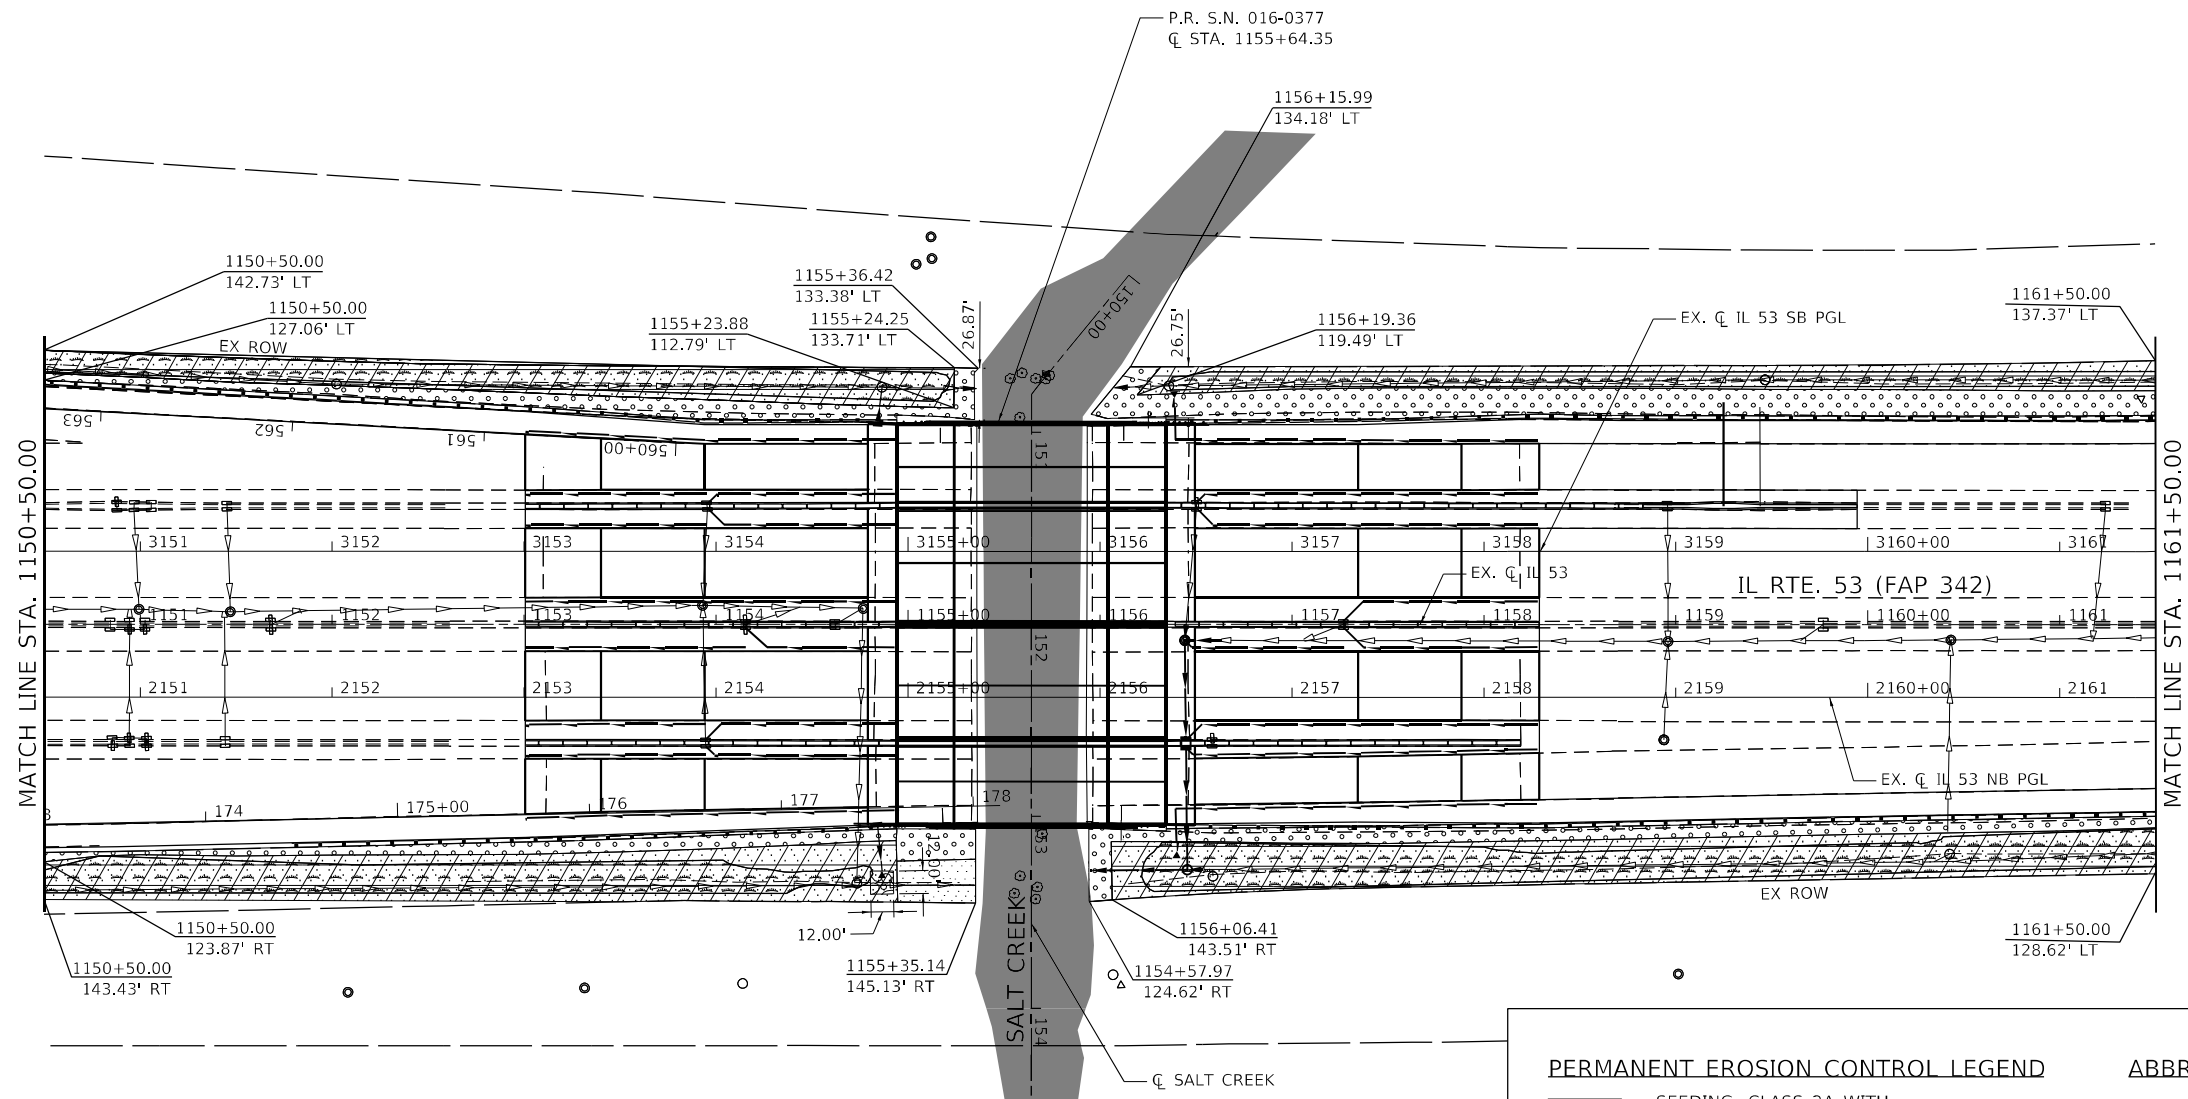 P.R. S.N. 016-0377
℄ STA. 1155+64.35
1156+15.99
134.18' LT
1150+50.00
142.73' LT
1150+50.00
127.06' LT
EX ROW
1155+36.42
133.38' LT
1155+24.25
133.71' LT
1155+23.88
112.79' LT
26.87'
150+00
26.75'
1156+19.36
119.49' LT
EX. ℄ IL 53 SB PGL
1161+50.00
137.37' LT
MATCH LINE STA. 1150+50.00
MATCH LINE STA. 1161+50.00
563
562
561
560+00
151
3151
3152
3153
3154
3155+00
3156
3157
3158
3159
3160+00
3161
EX. ℄ IL 53
IL RTE. 53 (FAP 342)
1151
1152
1153
1154
1155+00
1156
1157
1158
1159
1160+00
1161
152
2151
2152
2153
2154
2155+00
2156
2157
2158
2159
2160+00
2161
EX. ℄ IL 53 NB PGL
3
174
175+00
176
177
178
153
12.00'
EX ROW
1150+50.00
123.87' RT
12.00'
1156+06.41
143.51' RT
1161+50.00
128.62' LT
1150+50.00
143.43' RT
1155+35.14
145.13' RT
1154+57.97
124.62' RT
SALT CREEK
154
℄ SALT CREEK
PERMANENT EROSION CONTROL LEGEND
ABBR
SEEDING, CLASS 2A WITH